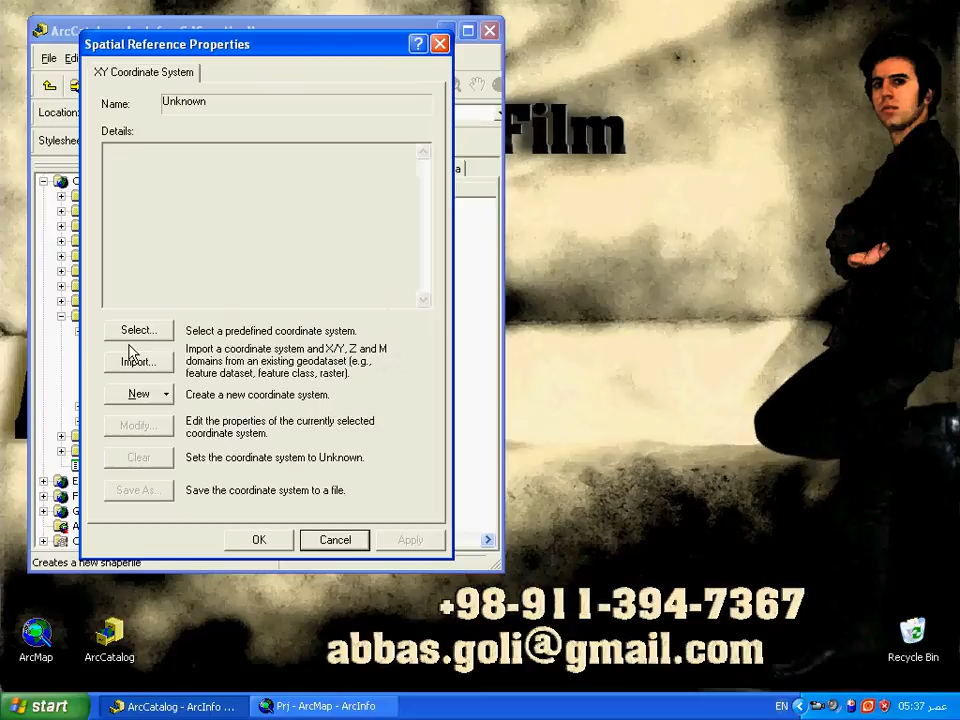 Spatial Reference Properties
File
XY Coordinate System
Name:
Unknown
Location:
Details:
Film
Select...
Select a predefined coordinate system.
Import...
Import a coordinate system and X/Y, Z and M
domains from an existing geodataset (e.g.,
feature dataset, feature class, raster).
New
Create a new coordinate system.
Modify...
Edit the properties of the currently selected
coordinate system.
Clear
Sets the coordinate system to Unknown.
Save As...
Save the coordinate system to a file.
OK
Cancel
Apply
Creates a new shapefile
+98-911-394-7367
abbas.goli@gmail.com
ArcMap
ArcCatalog
Recycle Bin
start
ArcCatalog - ArcInfo ...
Prj - ArcMap - ArcInfo
EN
05:37 عصر